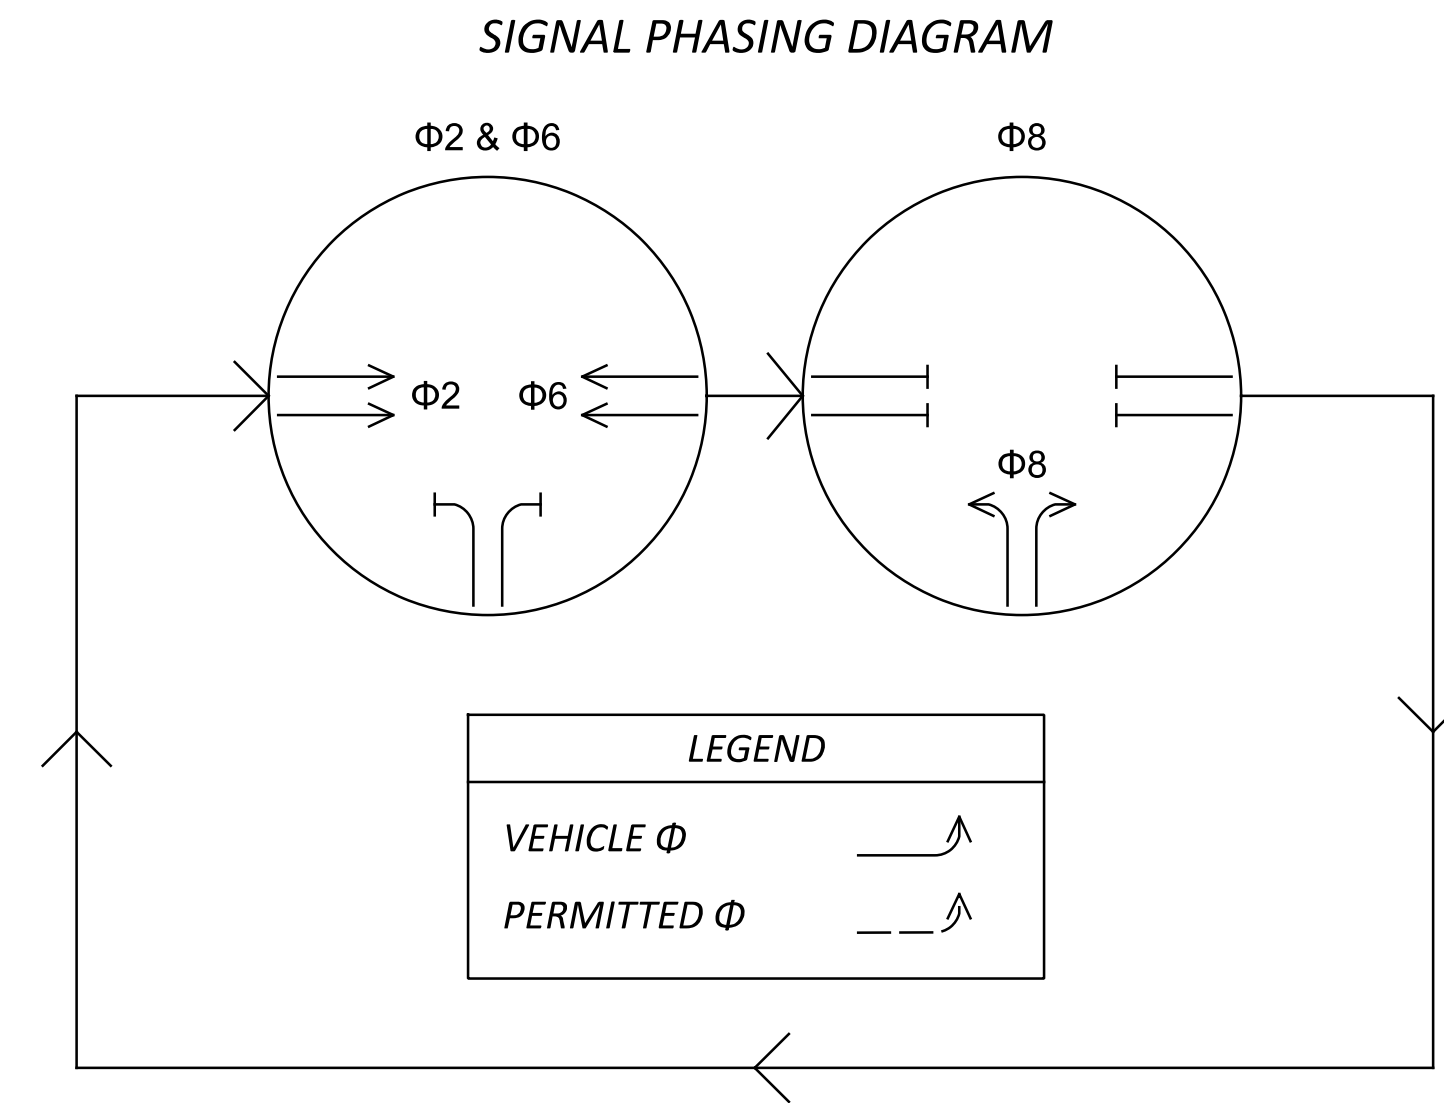 SIGNAL PHASING DIAGRAM
Φ2 & Φ6
Φ8
Φ2
Φ6
Φ8
LEGEND
VEHICLE Φ
PERMITTED Φ